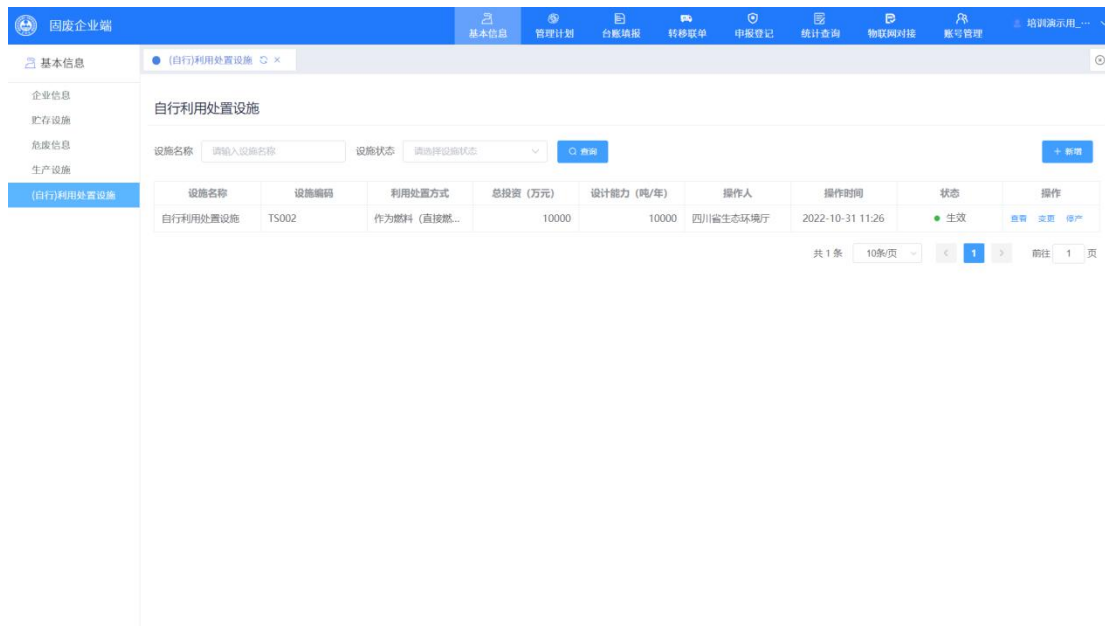 固废企业端
基本信息 管理计划 台账填报 转移联单 申报登记 统计查询 物联网对接 账号管理 培训演示用_...
基本信息
(自行)利用处置设施
企业信息
贮存设施
危废信息
生产设施
(自行)利用处置设施
自行利用处置设施
设施名称 请输入设施名称 设施状态 请选择设施状态 查询 + 新增
设施名称 设施编码 利用处置方式 总投资（万元） 设计能力（吨/年） 操作人 操作时间 状态 操作
自行利用处置设施 TS002 作为燃料（直接燃... 10000 10000 四川省生态环境厅 2022-10-31 11:26 生效 查看 变更 停产
共 1 条 10条/页 < 1 > 前往 1 页